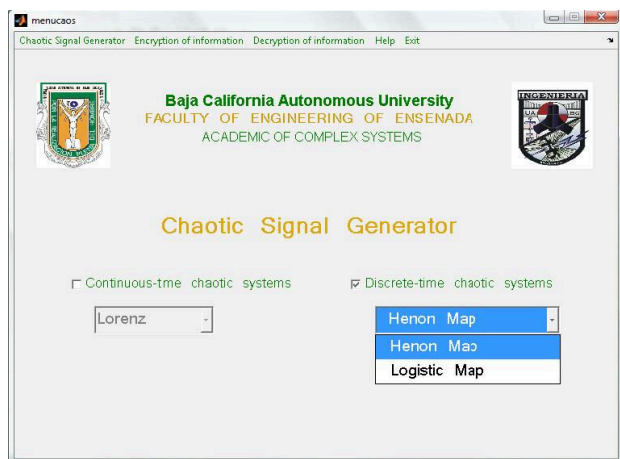 menucaos
Chaotic Signal Generator Encryption of information Decryption of information Help Exit
Baja California Autonomous University
FACULTY OF ENGINEERING OF ENSENADA
ACADEMIC OF COMPLEX SYSTEMS
INGENIERIA
Chaotic Signal Generator
Continuous-tme chaotic systems
Discrete-time chaotic systems
Lorenz
Henon Map
Henon Map
Logistic Map